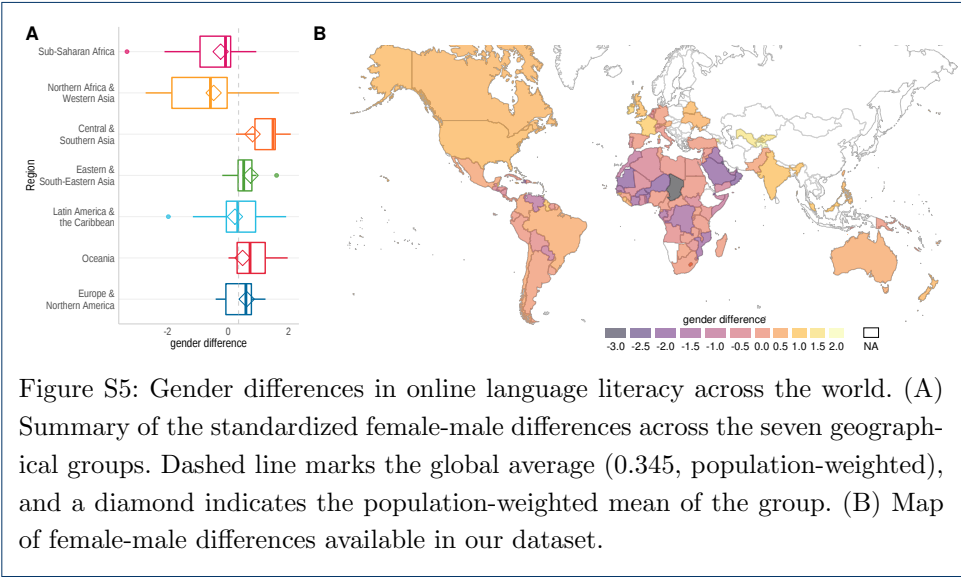 A
B
Region
Sub-Saharan Africa
Northern Africa &
Western Asia
Central &
Southern Asia
Eastern &
South-Eastern Asia
Latin America &
the Caribbean
Oceania
Europe &
Northern America
-2 0 2
gender difference
gender difference
-3.0 -2.5 -2.0 -1.5 -1.0 -0.5 0.0 0.5 1.0 1.5 2.0 NA
Figure S5: Gender differences in online language literacy across the world. (A)
Summary of the standardized female-male differences across the seven geograph-
ical groups. Dashed line marks the global average (0.345, population-weighted),
and a diamond indicates the population-weighted mean of the group. (B) Map
of female-male differences available in our dataset.